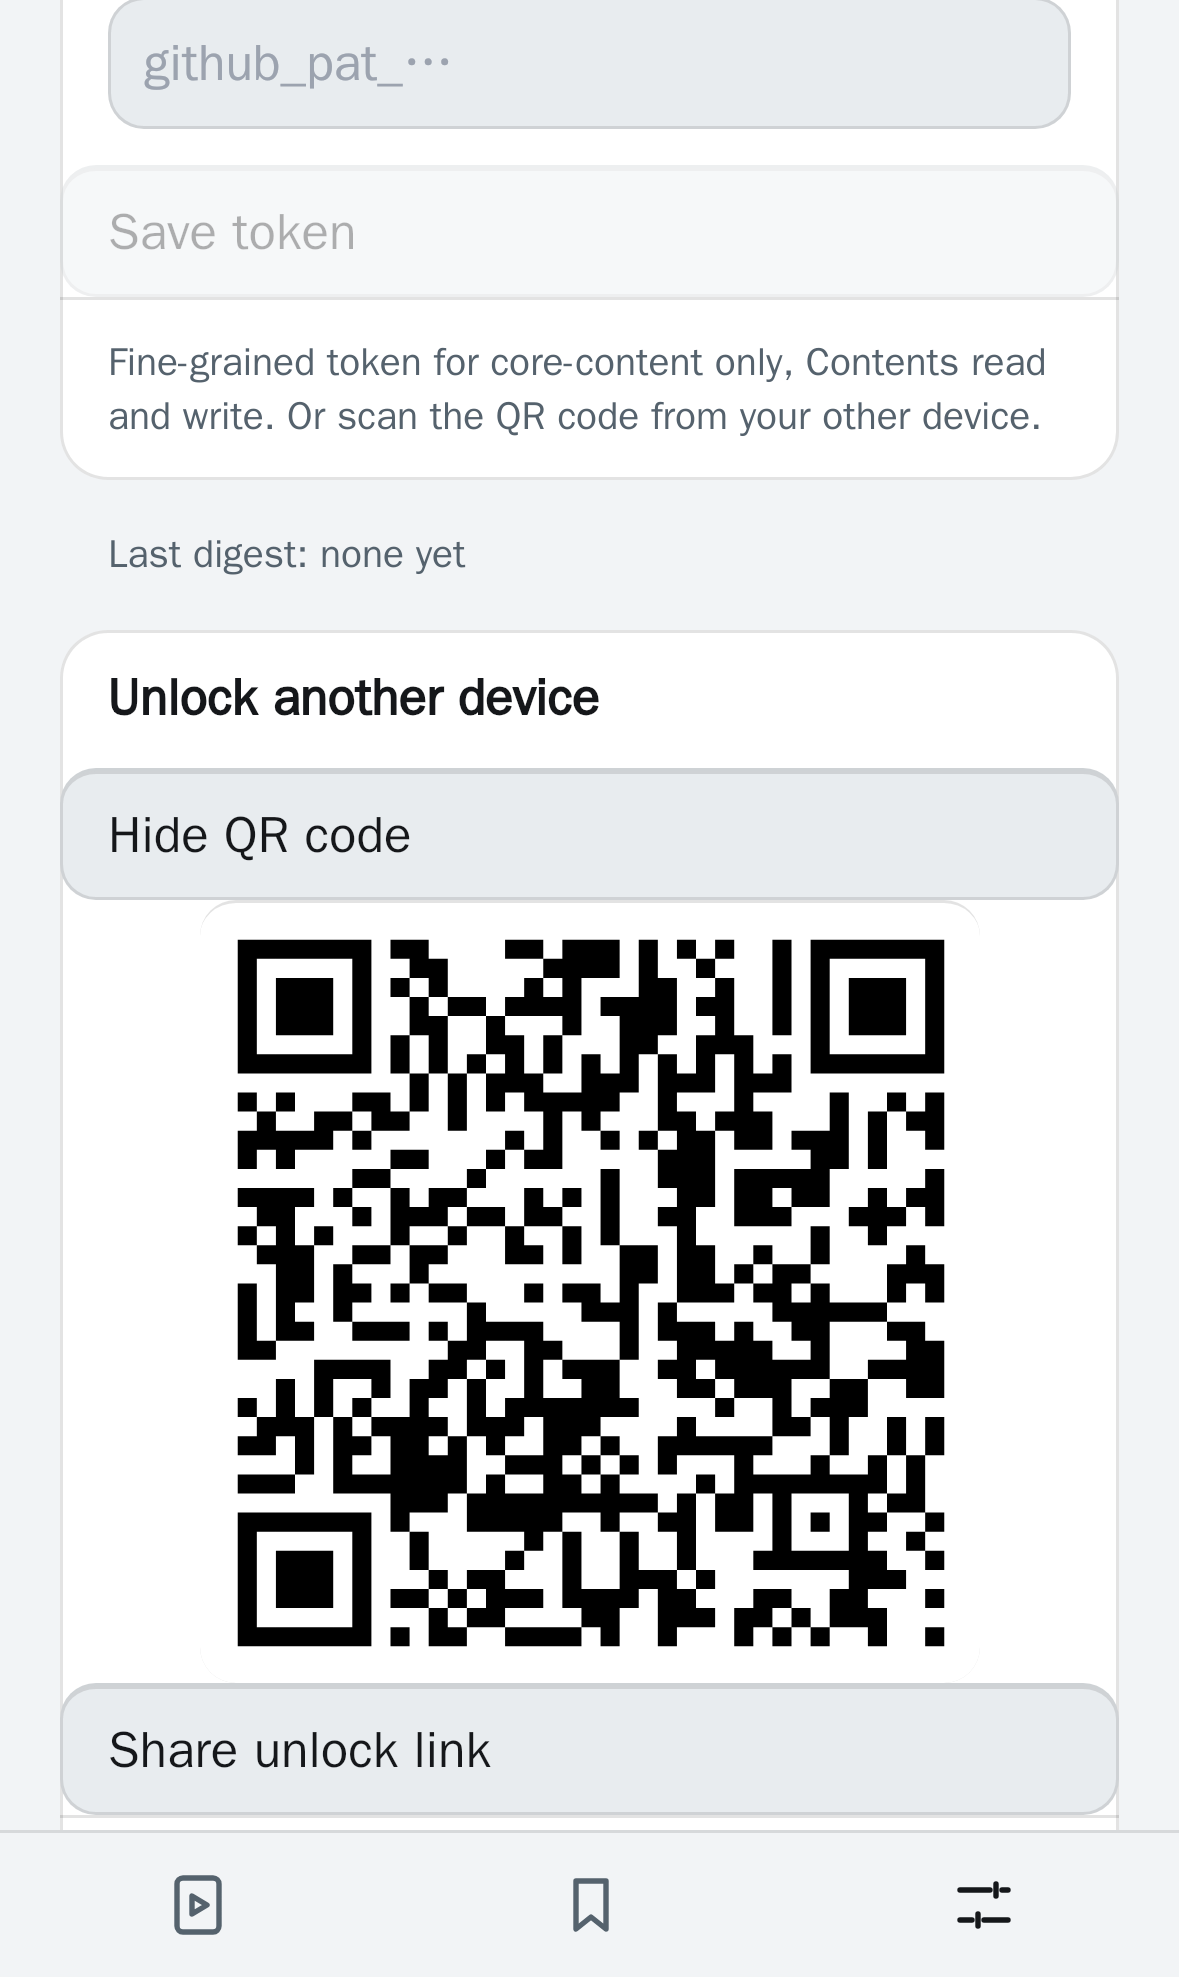 github_pat_…
Save token
Fine-grained token for core-content only, Contents read
and write. Or scan the QR code from your other device.
Last digest: none yet
Unlock another device
Hide QR code
Share unlock link